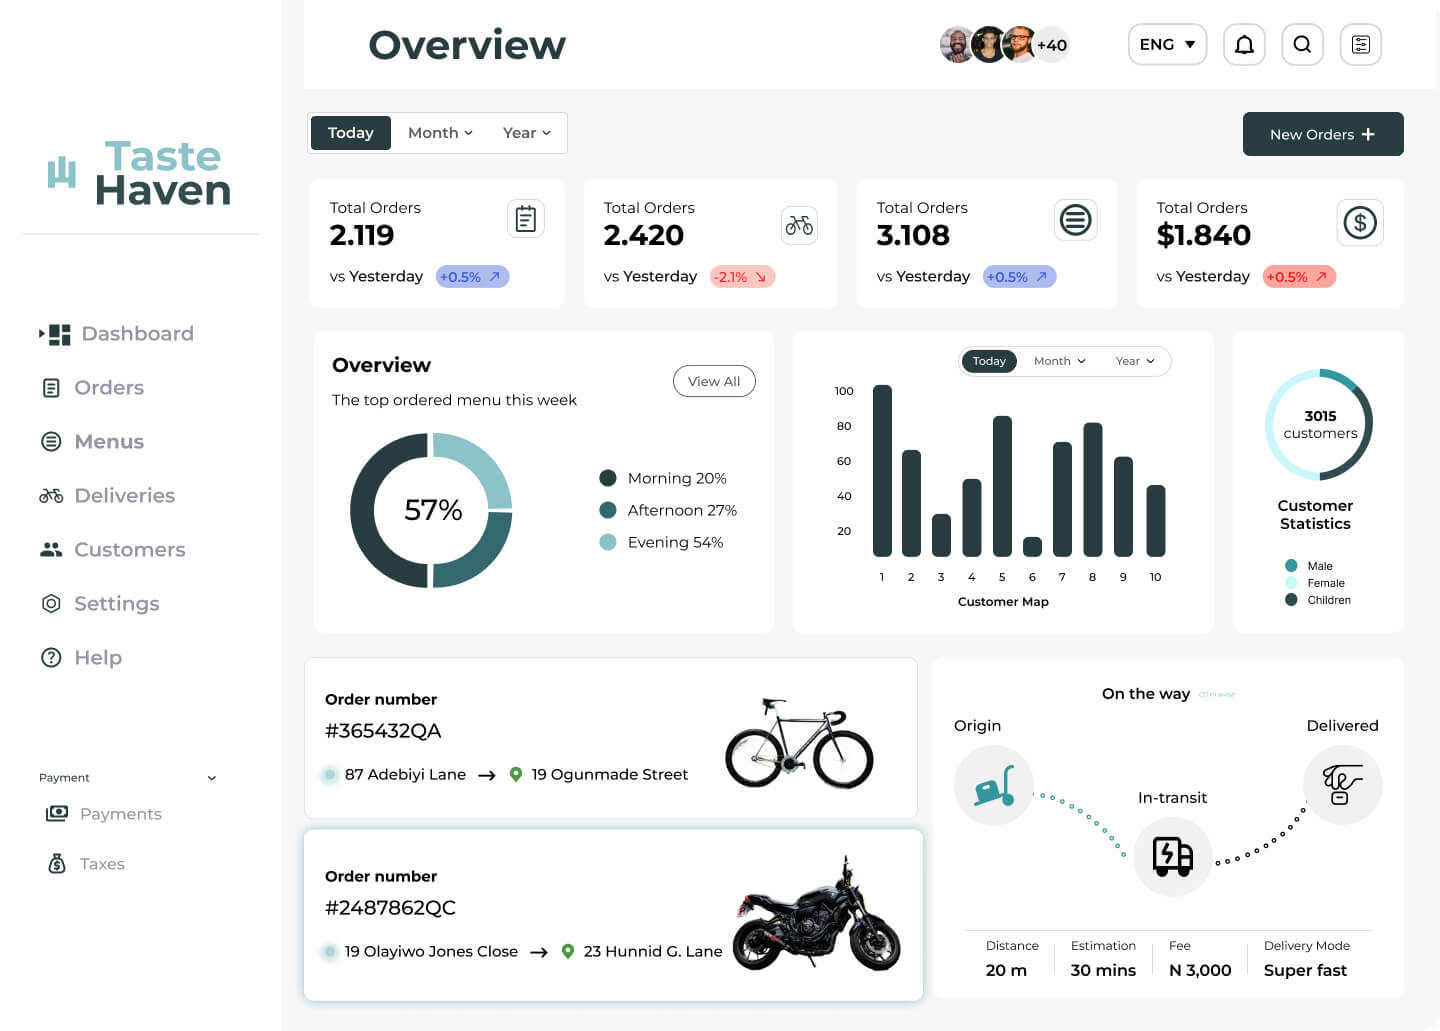 Overview
+40
ENG
Taste
Haven
Today Month Year
New Orders
Total Orders
2.119
vs Yesterday +0.5%
Total Orders
2.420
vs Yesterday -2.1%
Total Orders
3.108
vs Yesterday +0.5%
Total Orders
$1.840
vs Yesterday +0.5%
Dashboard
Orders
Menus
Deliveries
Customers
Settings
Help
Payment
Payments
Taxes
Overview
View All
The top ordered menu this week
57%
Morning 20%
Afternoon 27%
Evening 54%
Today Month Year
100
80
60
40
20
1 2 3 4 5 6 7 8 9 10
Customer Map
3015
customers
Customer
Statistics
Male
Female
Children
Order number
#365432QA
87 Adebiyi Lane 19 Ogunmade Street
Order number
#2487862QC
19 Olayiwo Jones Close 23 Hunnid G. Lane
On the way (20 m away)
Origin
Delivered
In-transit
Distance
20 m
Estimation
30 mins
Fee
N 3,000
Delivery Mode
Super fast